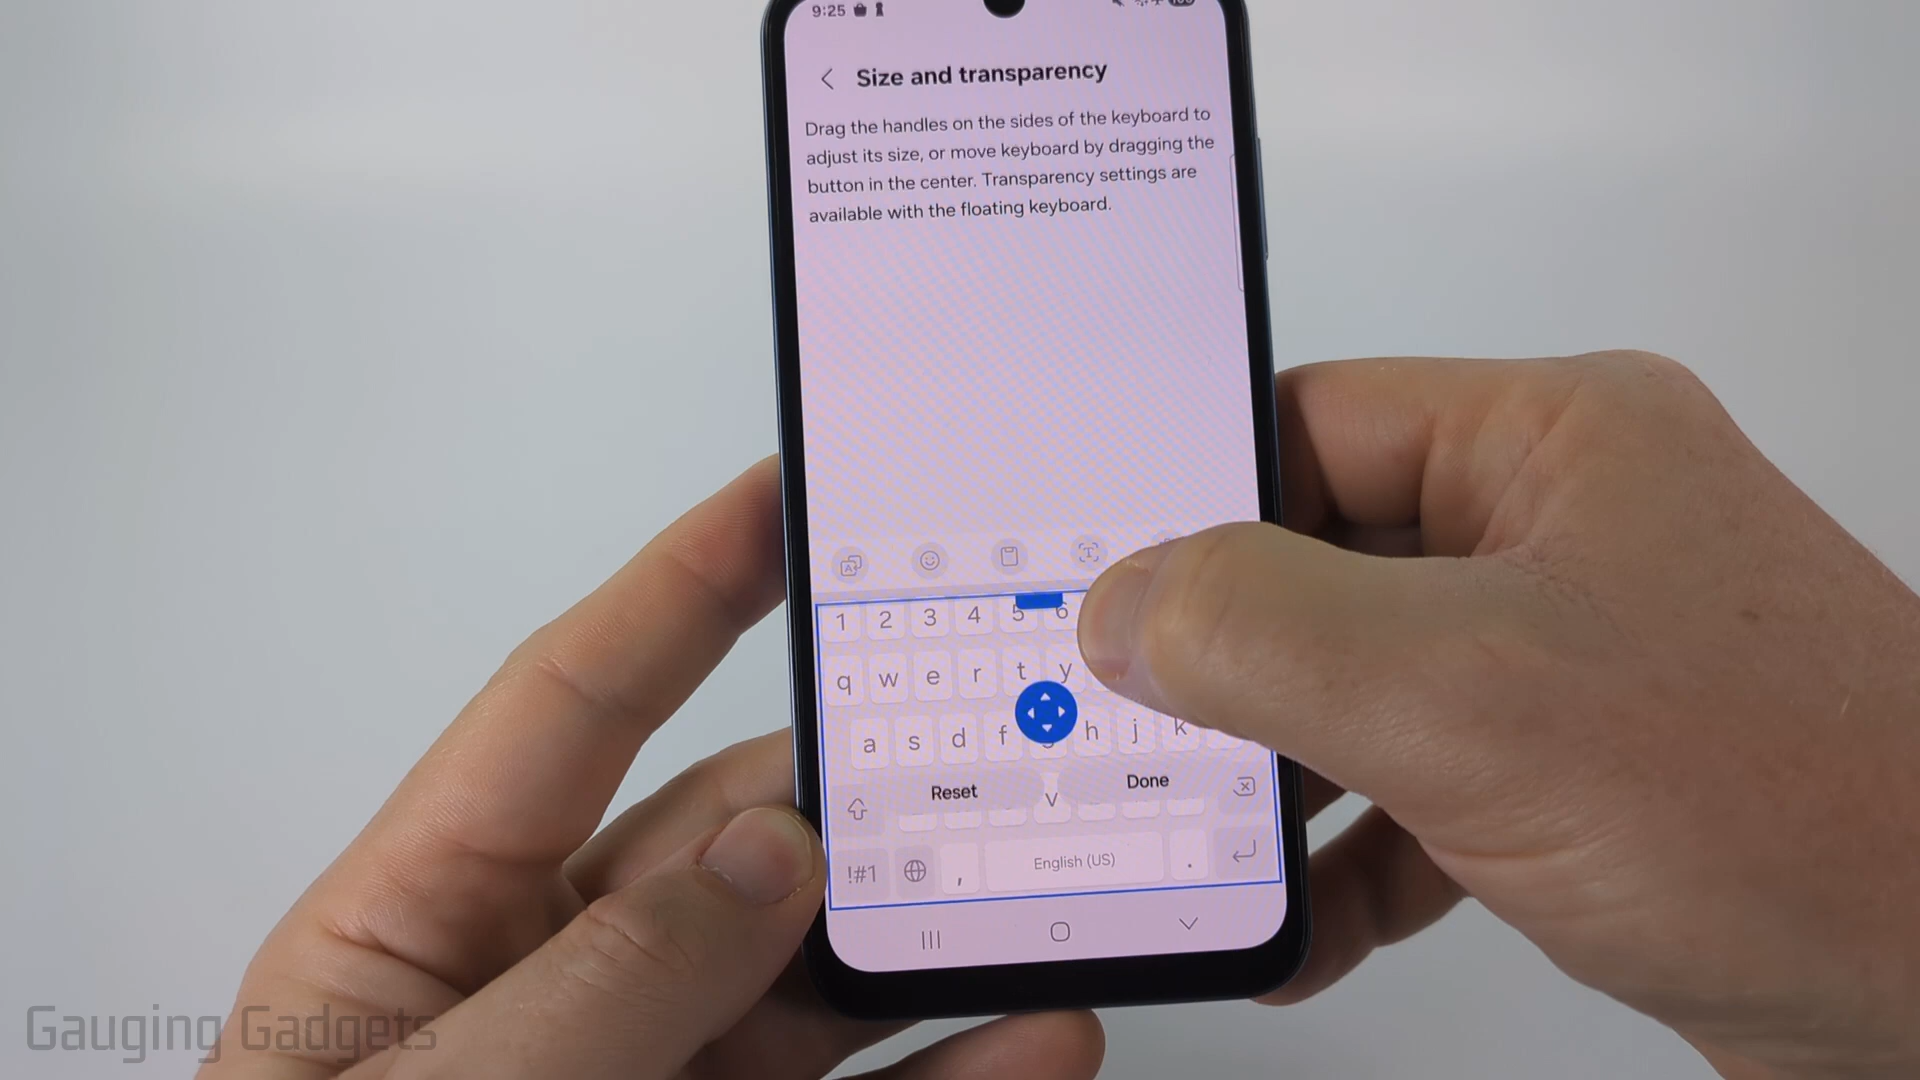 9:25
Size and transparency
Drag the handles on the sides of the keyboard to
adjust its size, or move keyboard by dragging the
button in the center. Transparency settings are
available with the floating keyboard.
1 2 3 4 5 6
q w e r t y
a s d f h j k
Reset v Done
!#1 , English (US) .
Gauging Gadgets